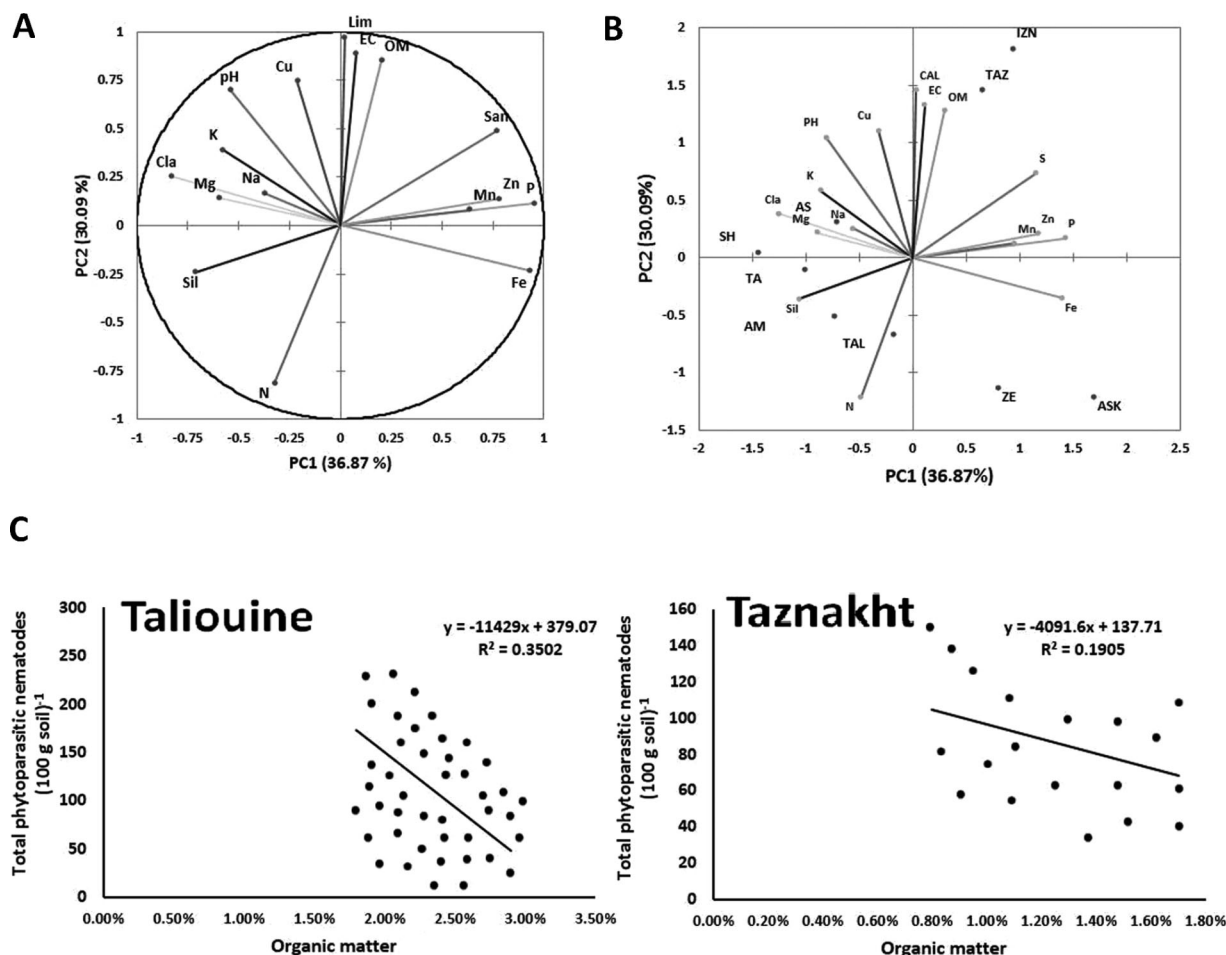 A
Lim
EC
OM
Cu
pH
San
K
Cla
Mg
Na
Zn
P
Mn
Sil
Fe
N
1
0.75
0.5
0.25
0
-0.25
-0.5
-0.75
-1
PC2 (30.09 %)
-1 -0.75 -0.5 -0.25 0 0.25 0.5 0.75 1
PC1 (36.87 %)
B
IZN
TAZ
CAL
EC
OM
Cu
PH
S
K
AS
Cla
Mg
Na
Zn
P
Mn
SH
TA
Sil
AM
TAL
Fe
N
ZE
ASK
2
1.5
1
0.5
0
-0.5
-1
-1.5
PC2 (30.09%)
-2 -1.5 -1 -0.5 0 0.5 1 1.5 2 2.5
PC1 (36.87%)
C
Taliouine
y = -11429x + 379.07
R² = 0.3502
Total phytoparasitic nematodes
(100 g soil)-1
300
250
200
150
100
50
0
0.00% 1.00% 2.00% 2.00% 2.50% 3.00% 3.50%
Organic matter
Taznakht
y = -4091.6x + 137.71
R² = 0.1905
Total phytoparasitic nematodes
(100 g soil)-1
160
140
120
100
80
60
40
20
0
0.00% 0.20% 0.40% 0.60% 0.80% 1.00% 1.20% 1.40% 1.60% 1.80%
Organic matter